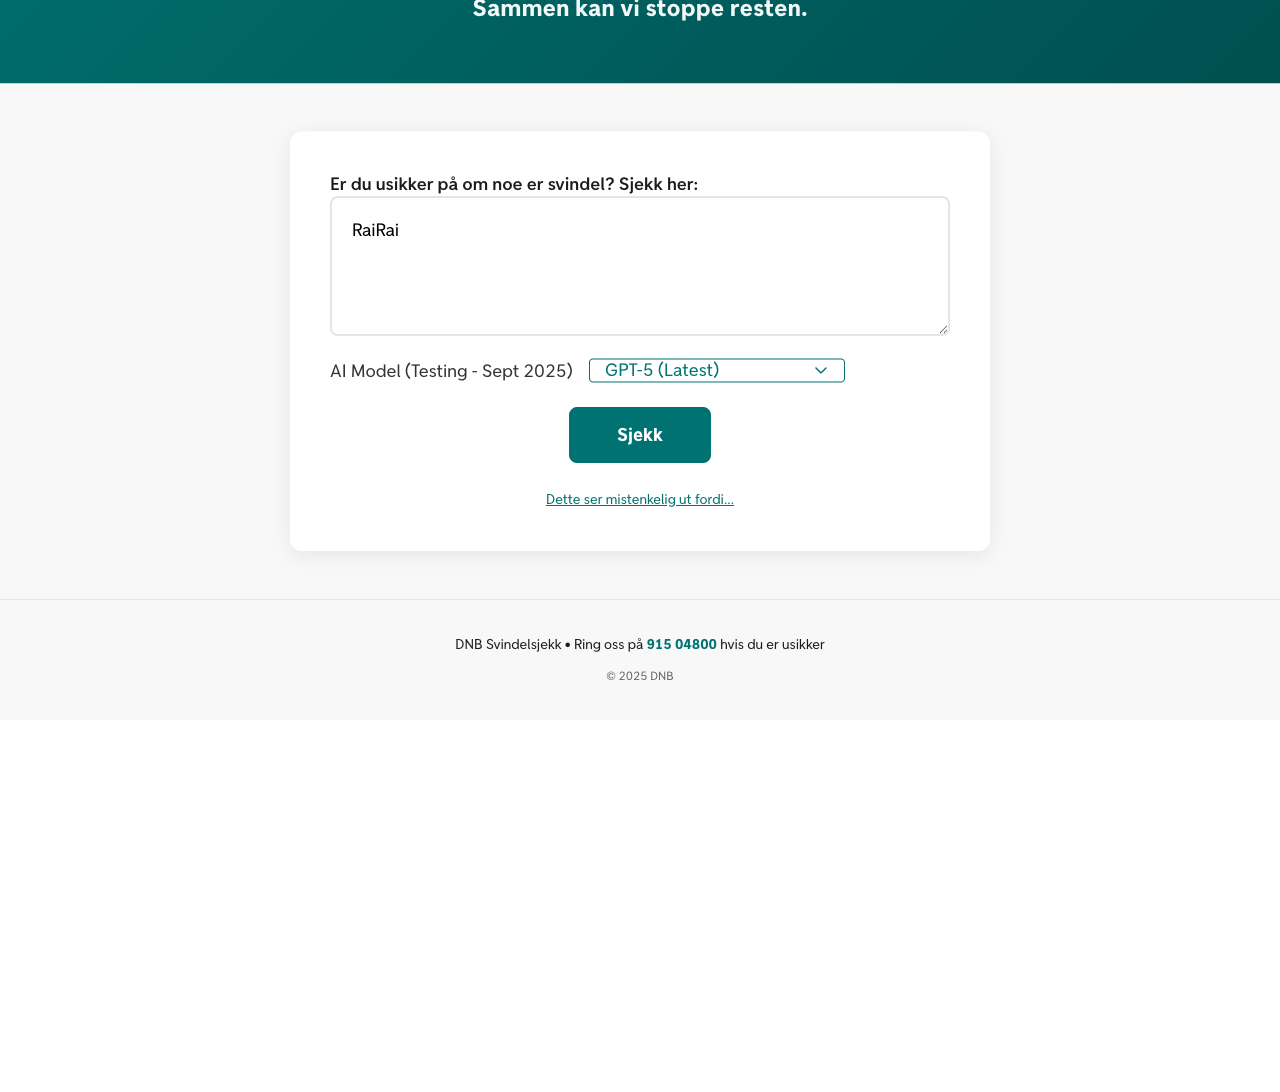 Sammen kan vi stoppe resten.
Er du usikker på om noe er svindel? Sjekk her:
RaiRai
AI Model (Testing - Sept 2025) GPT-5 (Latest)
Sjekk
Dette ser mistenkelig ut fordi...
DNB Svindelsjekk • Ring oss på 915 04800 hvis du er usikker
© 2025 DNB